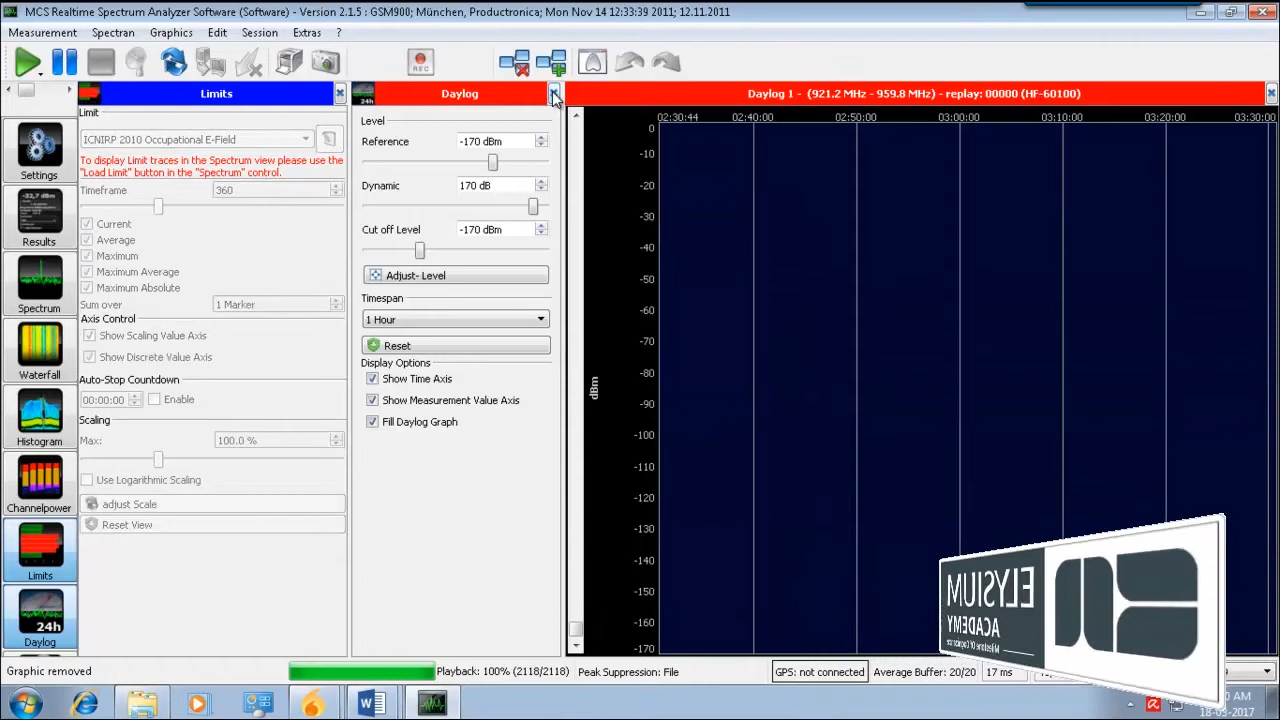 MCS Realtime Spectrum Analyzer Software (Software) - Version 2.1.5 : GSM900; München, Productronica; Mon Nov 14 12:33:39 2011; 12.11.2011
Measurement Spectran Graphics Edit Session Extras ?
REC
Limits
Limit
ICNIRP 2010 Occupational E-Field
To display Limit traces in the Spectrum view please use the
"Load Limit" button in the "Spectrum" control.
Timeframe 360
Current
Average
Maximum
Maximum Average
Maximum Absolute
Sum over 1 Marker
Axis Control
Show Scaling Value Axis
Show Discrete Value Axis
Auto-Stop Countdown
00:00:00 Enable
Scaling
Max: 100.0 %
Use Logarithmic Scaling
adjust Scale
Reset View
Settings
Results
Spectrum
Waterfall
Histogram
Channelpower
Limits
24h
Daylog
24h
Daylog
Level
Reference -170 dBm
Dynamic 170 dB
Cut off Level -170 dBm
Adjust- Level
Timespan
1 Hour
Reset
Display Options
Show Time Axis
Show Measurement Value Axis
Fill Daylog Graph
Daylog 1 - (921.2 MHz - 959.8 MHz) - replay: 00000 (HF-60100)
02:30:44 02:40:00 02:50:00 03:00:00 03:10:00 03:20:00 03:30:00
0
-10
-20
-30
-40
-50
-60
-70
-80
-90
-100
-110
-120
-130
-140
-150
-160
-170
dBm
ELYSIUM
ACADEMY
Graphic removed
Playback: 100% (2118/2118)
Peak Suppression: File
GPS: not connected
Average Buffer: 20/20
17 ms
AM
18-03-2017